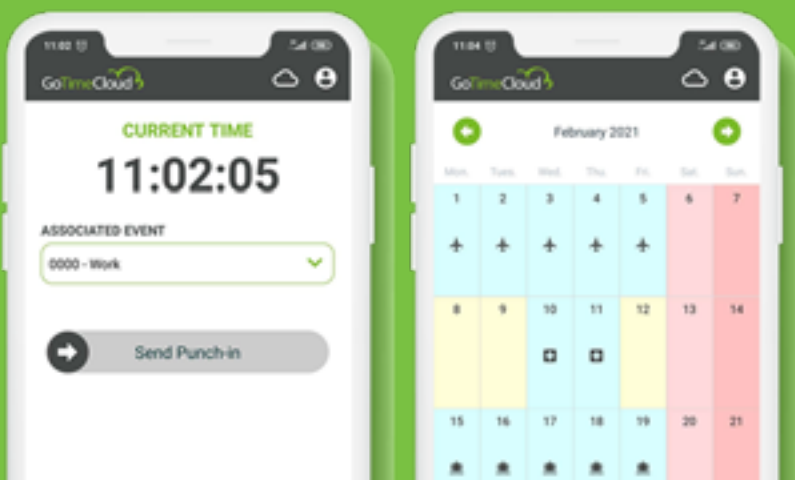 11:02
GoTimeCloud
CURRENT TIME
11:02:05
ASSOCIATED EVENT
0000 - Work
Send Punch-in
11:04
GoTimeCloud
February 2021
Mon. Tues. Wed. Thu. Fri. Sat. Sun.
1 2 3 4 5 6 7
8 9 10 11 12 13 14
15 16 17 18 19 20 21